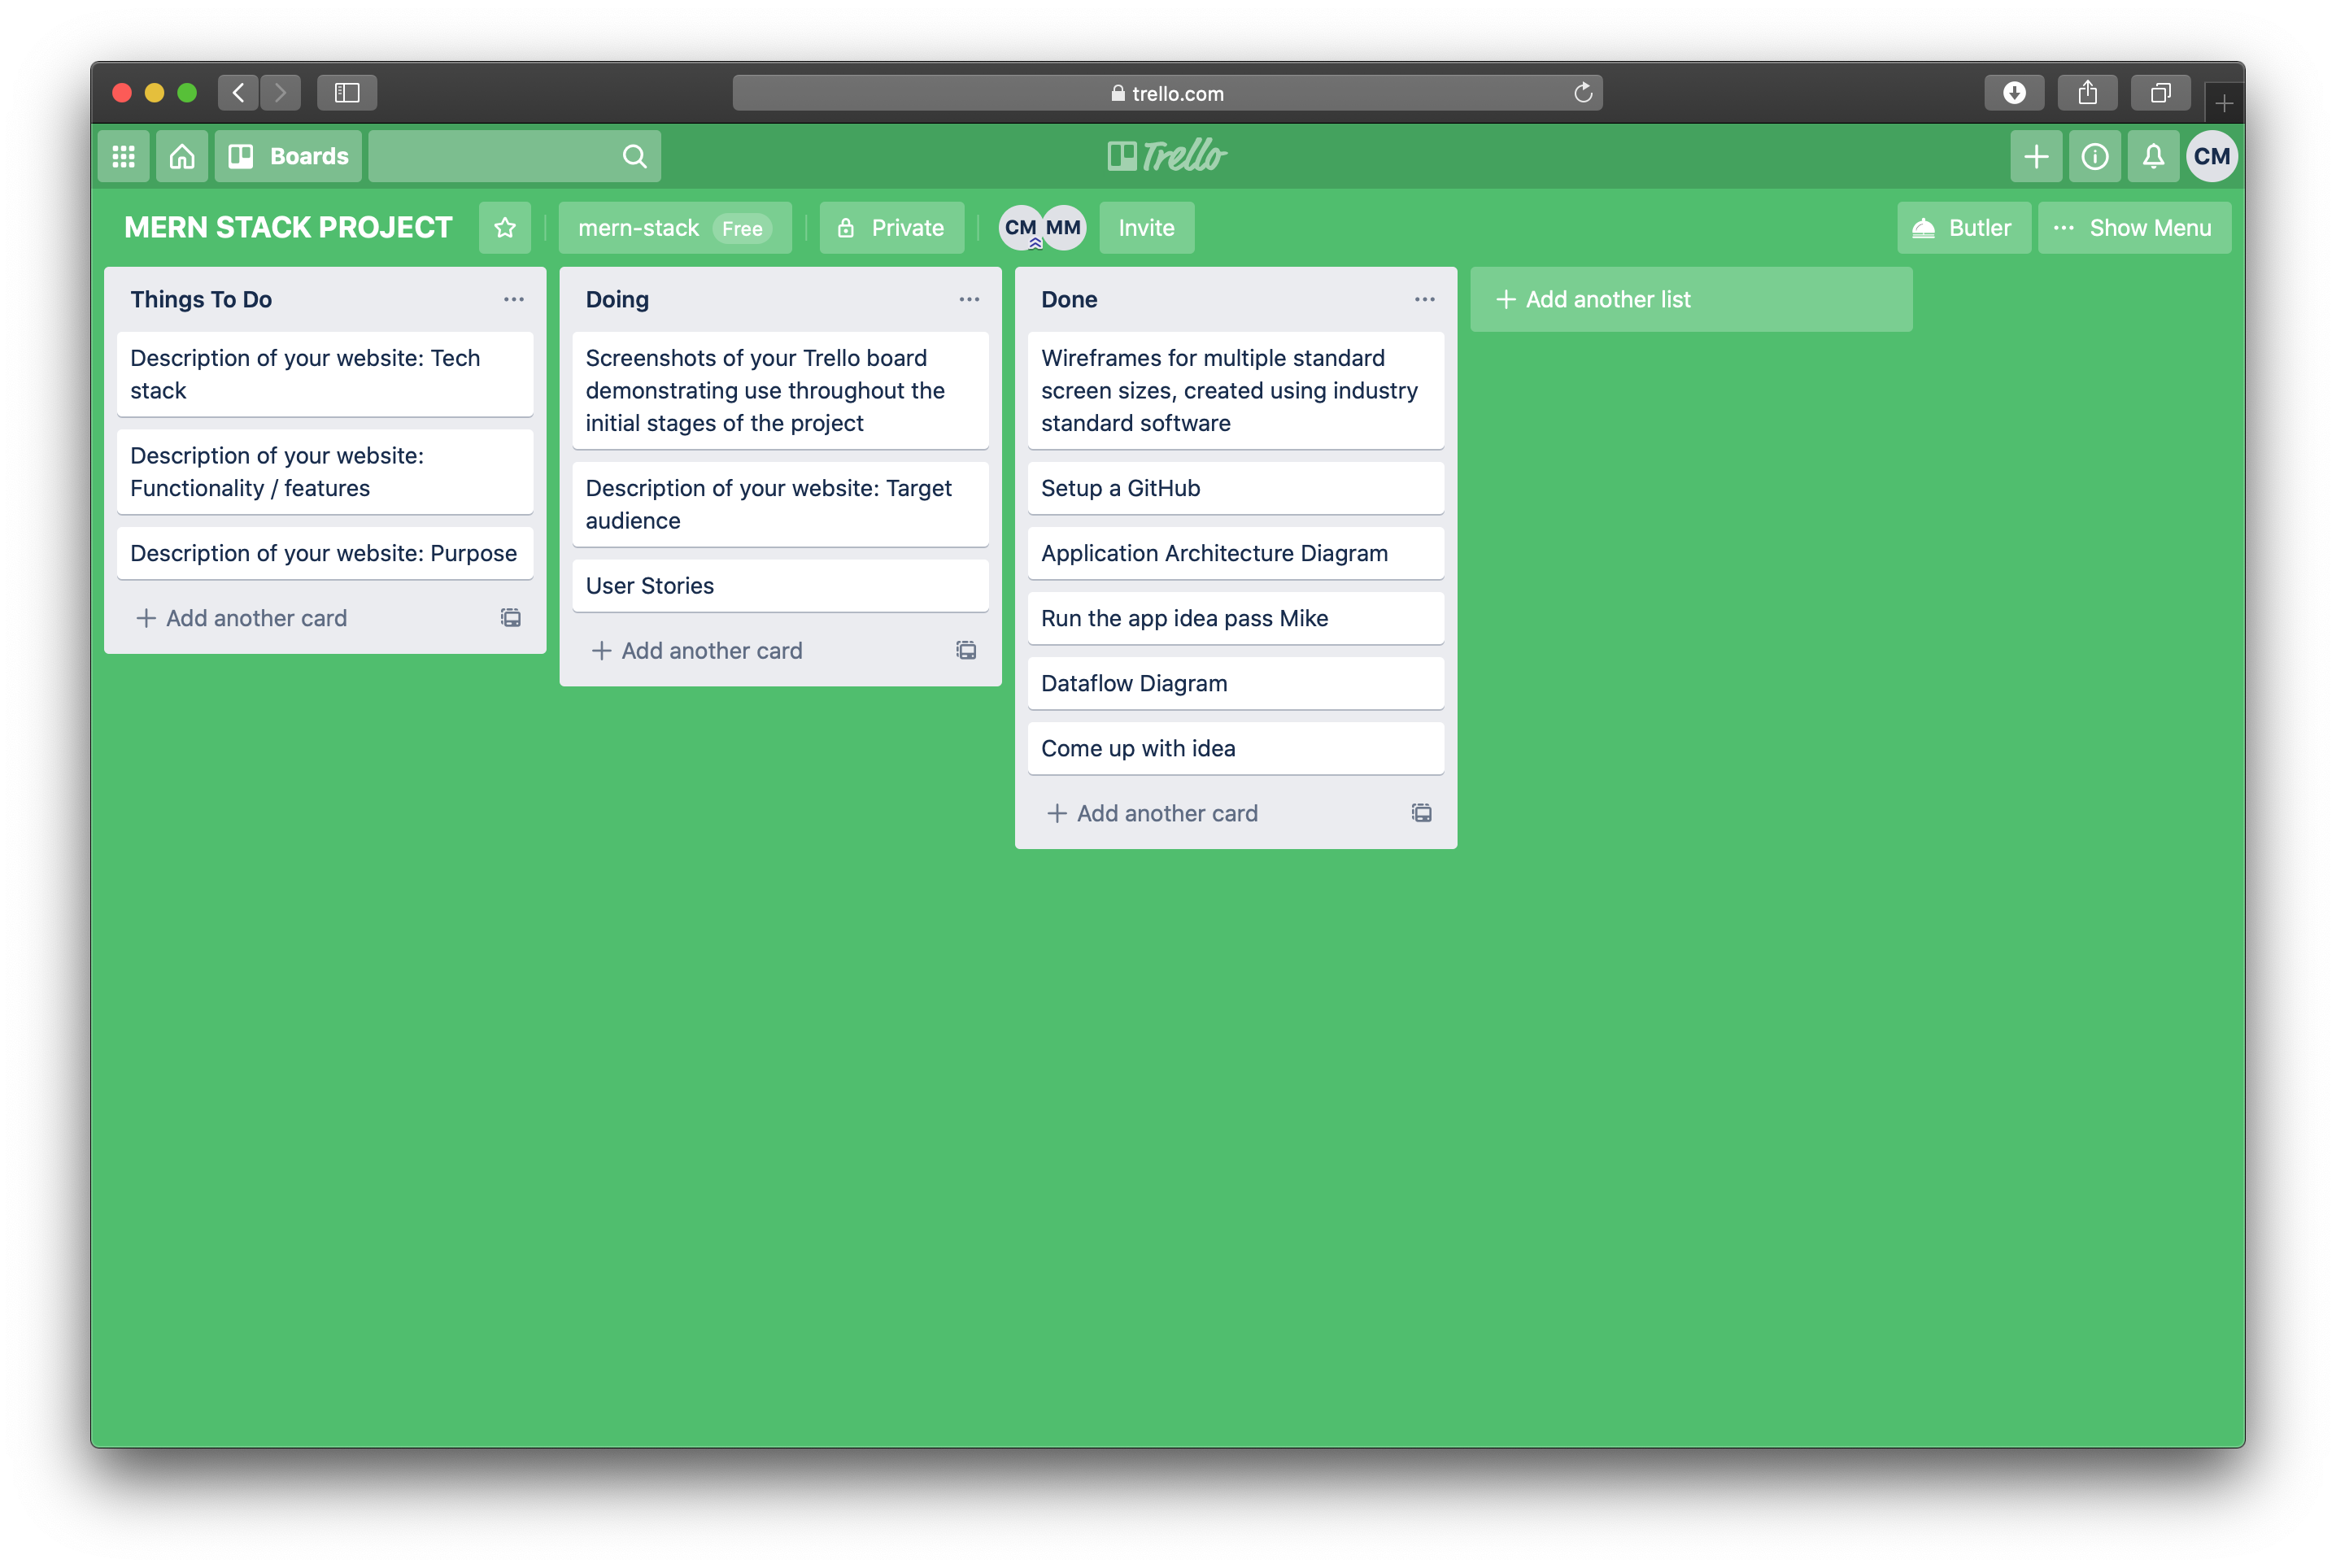 trello.com
Boards
Trello
CM
MERN STACK PROJECT
mern-stack Free
Private
CM MM
Invite
Butler
... Show Menu
Things To Do
Description of your website: Tech
stack
Description of your website:
Functionality / features
Description of your website: Purpose
+ Add another card
Doing
Screenshots of your Trello board
demonstrating use throughout the
initial stages of the project
Description of your website: Target
audience
User Stories
+ Add another card
Done
Wireframes for multiple standard
screen sizes, created using industry
standard software
Setup a GitHub
Application Architecture Diagram
Run the app idea pass Mike
Dataflow Diagram
Come up with idea
+ Add another card
+ Add another list